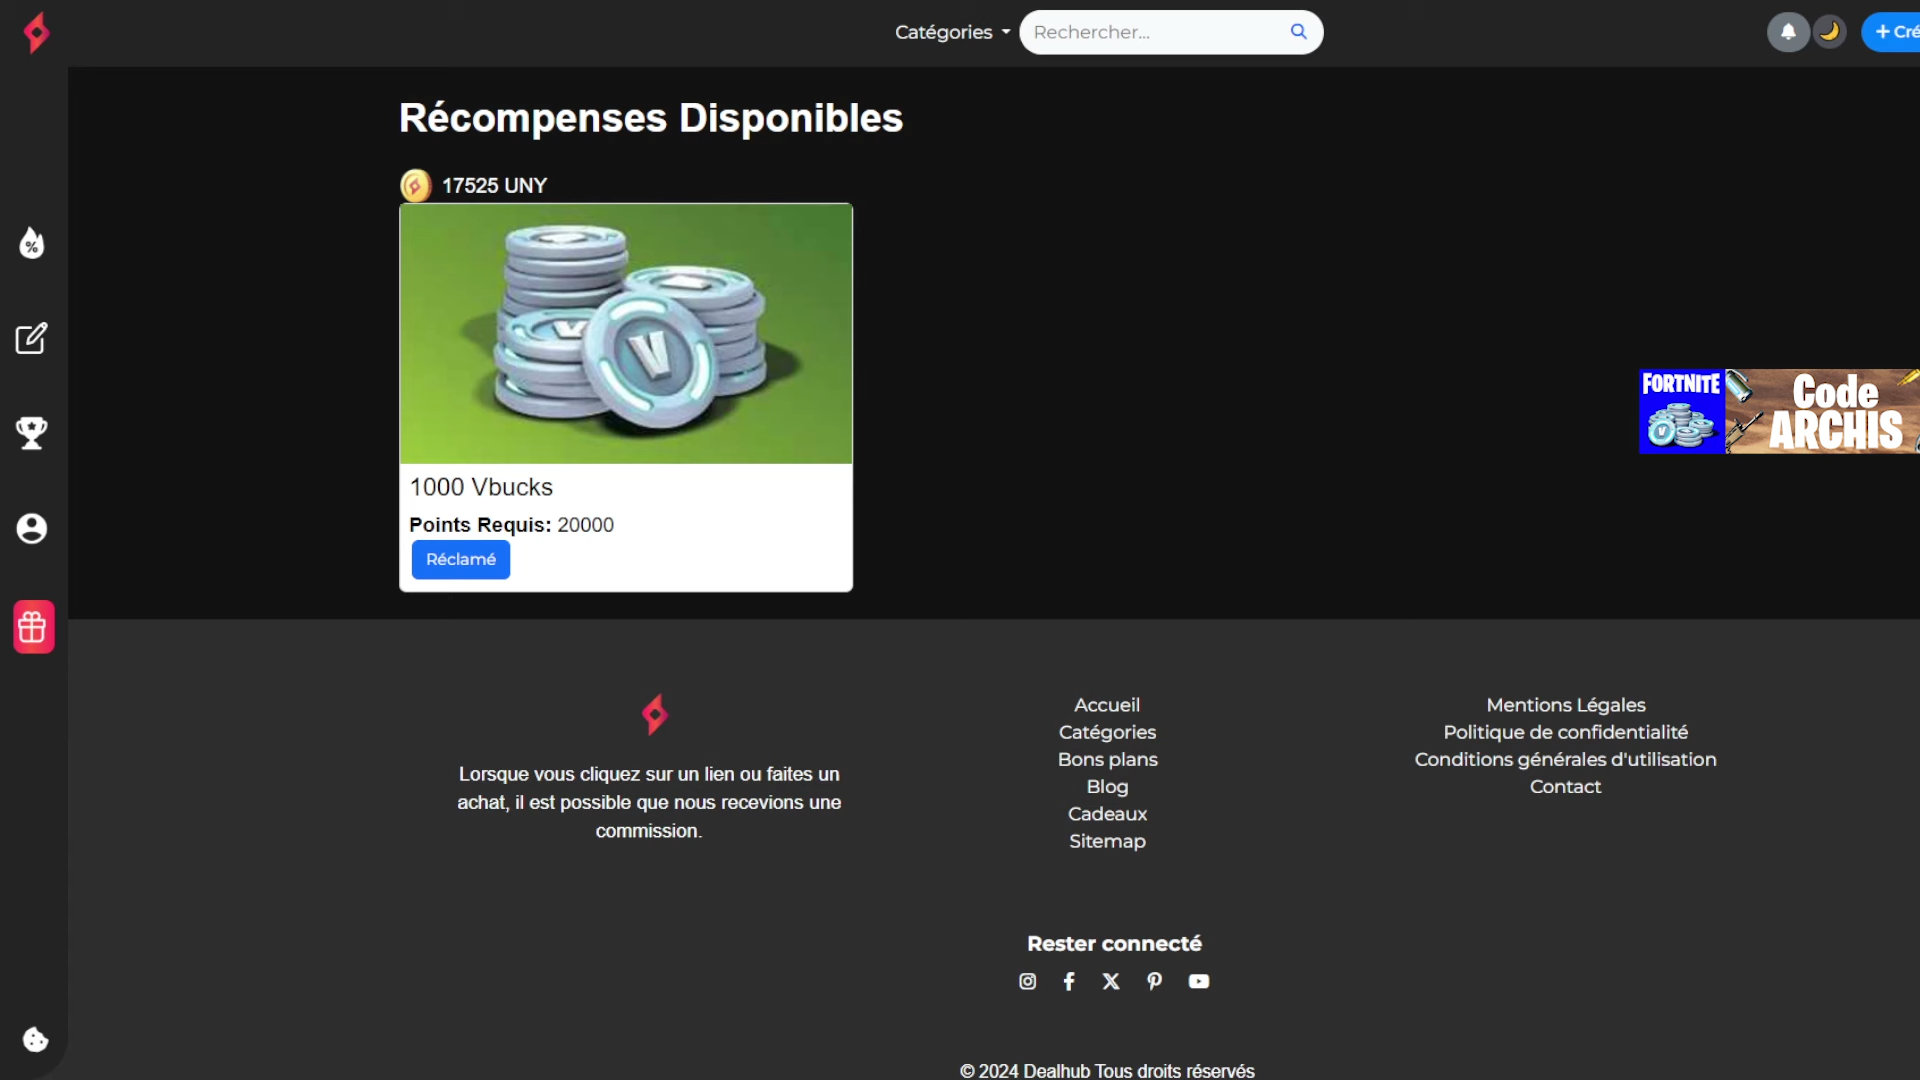 Catégories
Rechercher...
+ Cré
Récompenses Disponibles
17525 UNY
FORTNITE
Code
ARCHIS
1000 Vbucks
Points Requis: 20000
Réclamé
Lorsque vous cliquez sur un lien ou faites un
achat, il est possible que nous recevions une
commission.
Accueil
Catégories
Bons plans
Blog
Cadeaux
Sitemap
Mentions Légales
Politique de confidentialité
Conditions générales d'utilisation
Contact
Rester connecté
© 2024 Dealhub Tous droits réservés